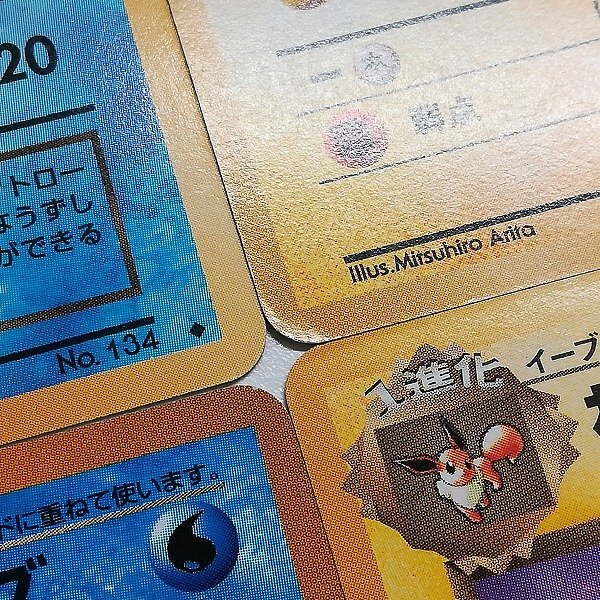 20
トロー
ようずし
ができる
No. 134
弱点
Illus. Mitsuhiro Arita
ドに重ねて使います。
ブ
1進化
イーブ